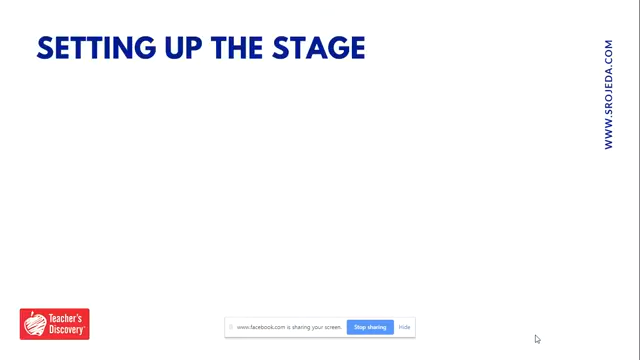 SETTING UP THE STAGE
WWW.SROJEDA.COM
Teacher's
Discovery
www.facebook.com is sharing your screen.
Stop sharing
Hide